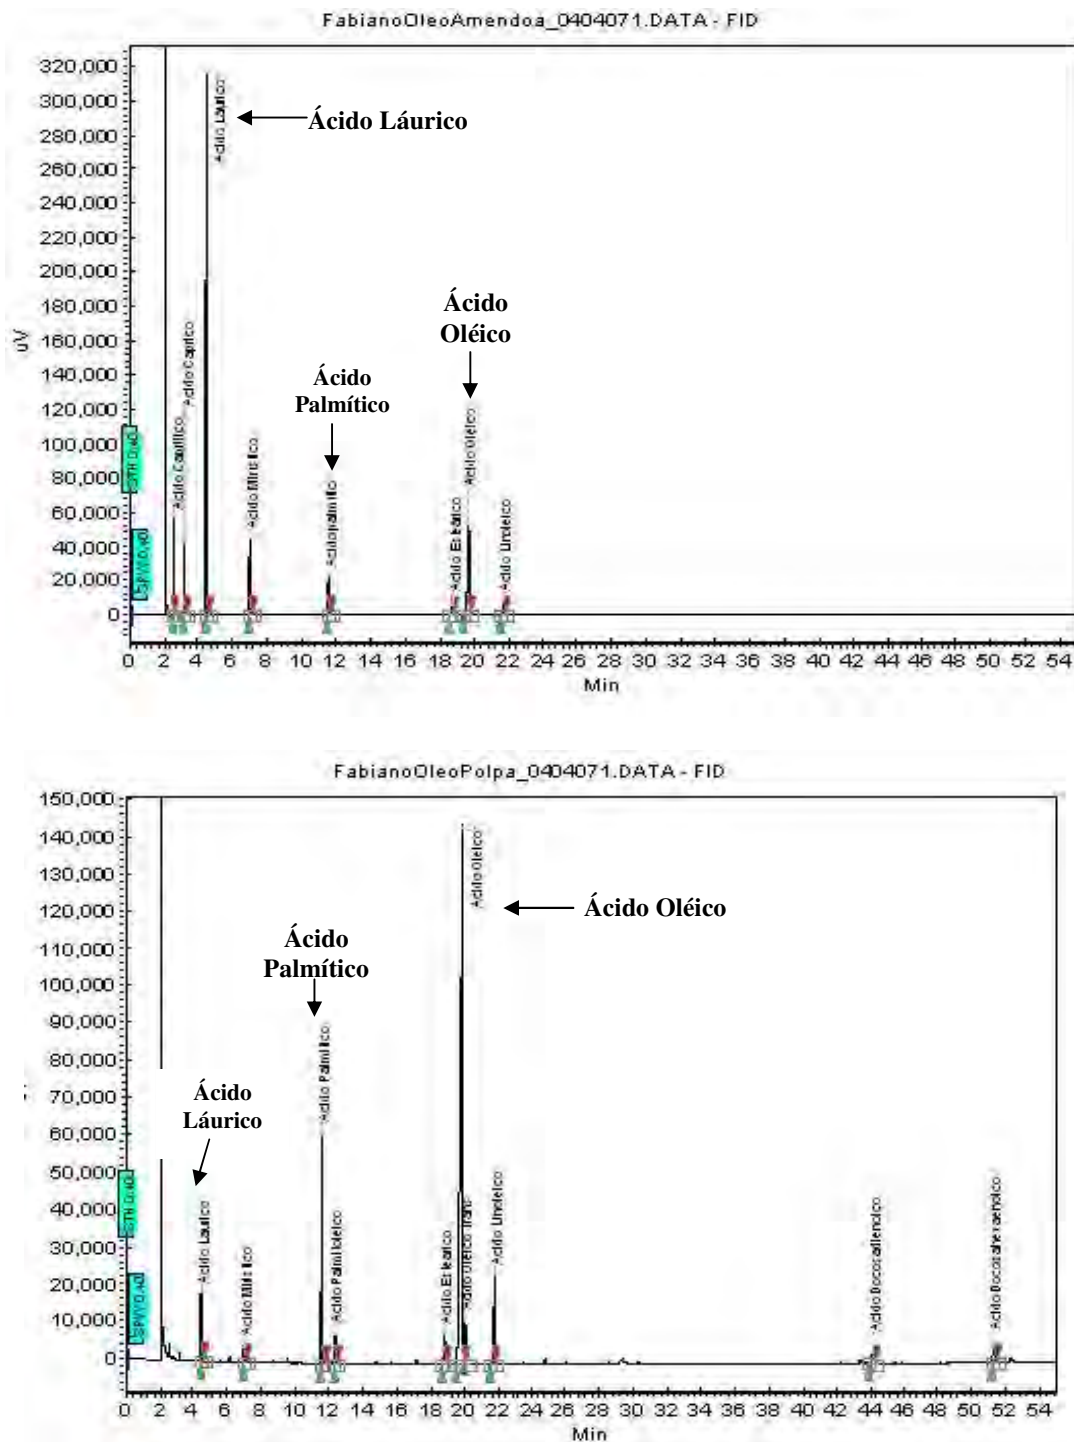 FabianoOleoAmendoa_0404071.DATA - FID
320,000
300,000
280,000
260,000
240,000
220,000
200,000
180,000
160,000
140,000
120,000
100,000
80,000
60,000
40,000
20,000
0
uV
Acido Caprílico
Acido Caprico
Acido Láurico
Ácido Láurico
Acido Miristico
Ácido
Palmítico
Ácido
Oléico
Acido Esteárico
Acido Oleico
Acido Linoleico
0 2 4 6 8 10 12 14 16 18 20 22 24 26 28 30 32 34 36 38 40 42 44 46 48 50 52 54
Min
FabianoOleoPolpa_0404071.DATA - FID
150,000
140,000
130,000
120,000
110,000
100,000
90,000
80,000
70,000
60,000
50,000
40,000
30,000
20,000
10,000
0
Ácido
Láurico
Acido Laurico
Acido Miristico
Ácido
Palmítico
Acido Palmitico
Acido Palmitoleico
Acido Estearico
Acido Oleico
Acido Oleico Trans
Ácido Oléico
Acido Linoleico
0 2 4 6 8 10 12 14 16 18 20 22 24 26 28 30 32 34 36 38 40 42 44 46 48 50 52 54
Min